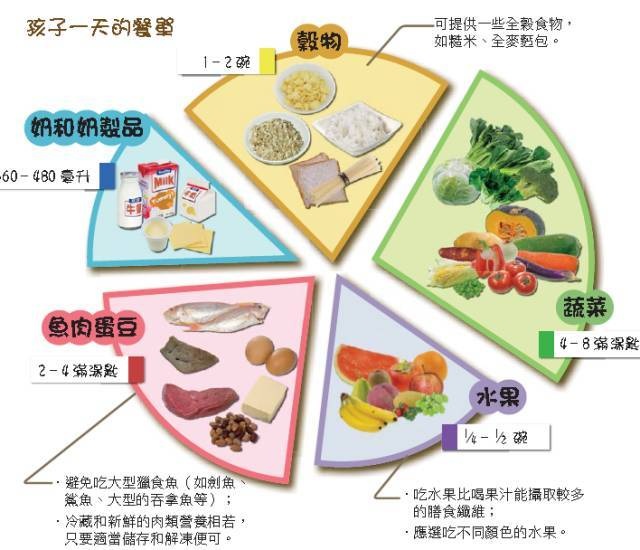 孩子一天的餐單
穀物
1－2碗
可提供一些全穀食物，
如糙米、全麥麪包。
奶和奶製品
60－480 毫升
牛奶
Milk
蔬菜
4－8滿湯匙
魚肉蛋豆
2－4滿湯匙
水果
¼－½ 碗
· 避免吃大型獵食魚（如劍魚、
鯊魚、大型的吞拿魚等）；
· 冷藏和新鮮的肉類營養相若，
只要適當儲存和解凍便可。
· 吃水果比喝果汁能攝取較多
的膳食纖維；
· 應選吃不同顏色的水果。